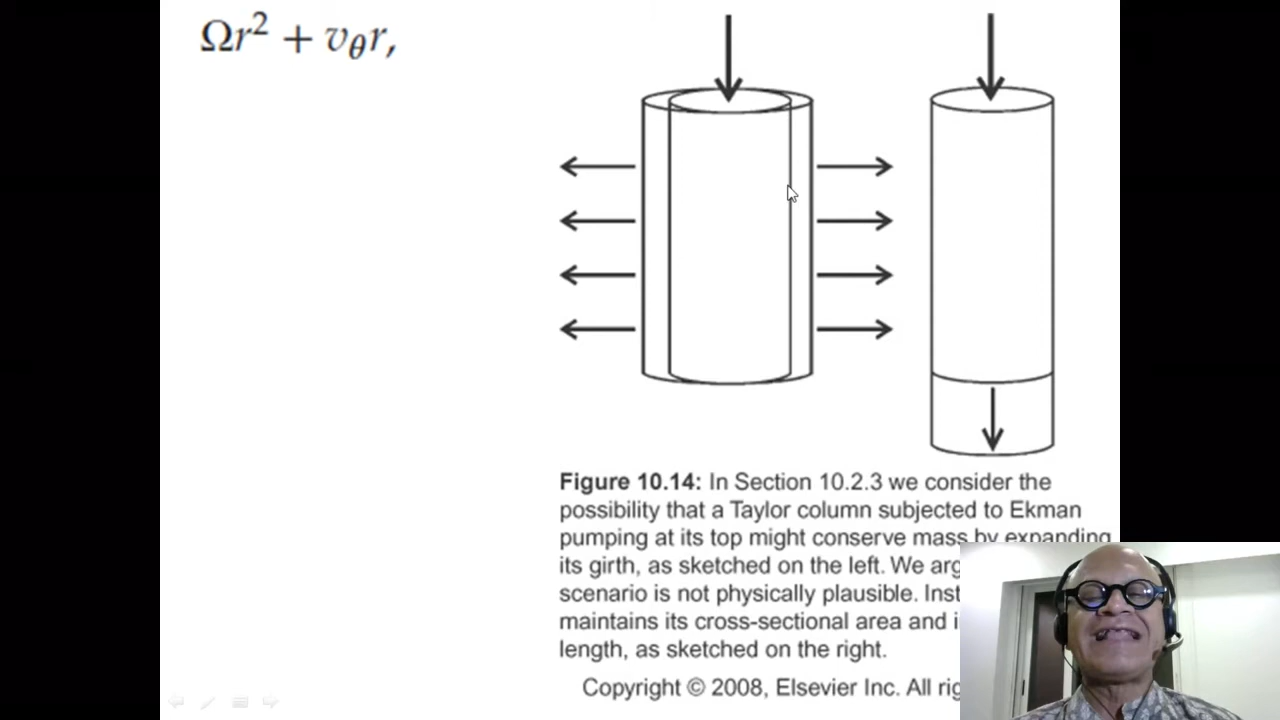 Ωr² + v_θr,
Figure 10.14: In Section 10.2.3 we consider the
possibility that a Taylor column subjected to Ekman
pumping at its top might conserve mass by expanding
its girth, as sketched on the left. We
scenario is not physically plausible.
maintains its cross-sectional area and
length, as sketched on the right.
Copyright © 2008, Elsevier Inc. All